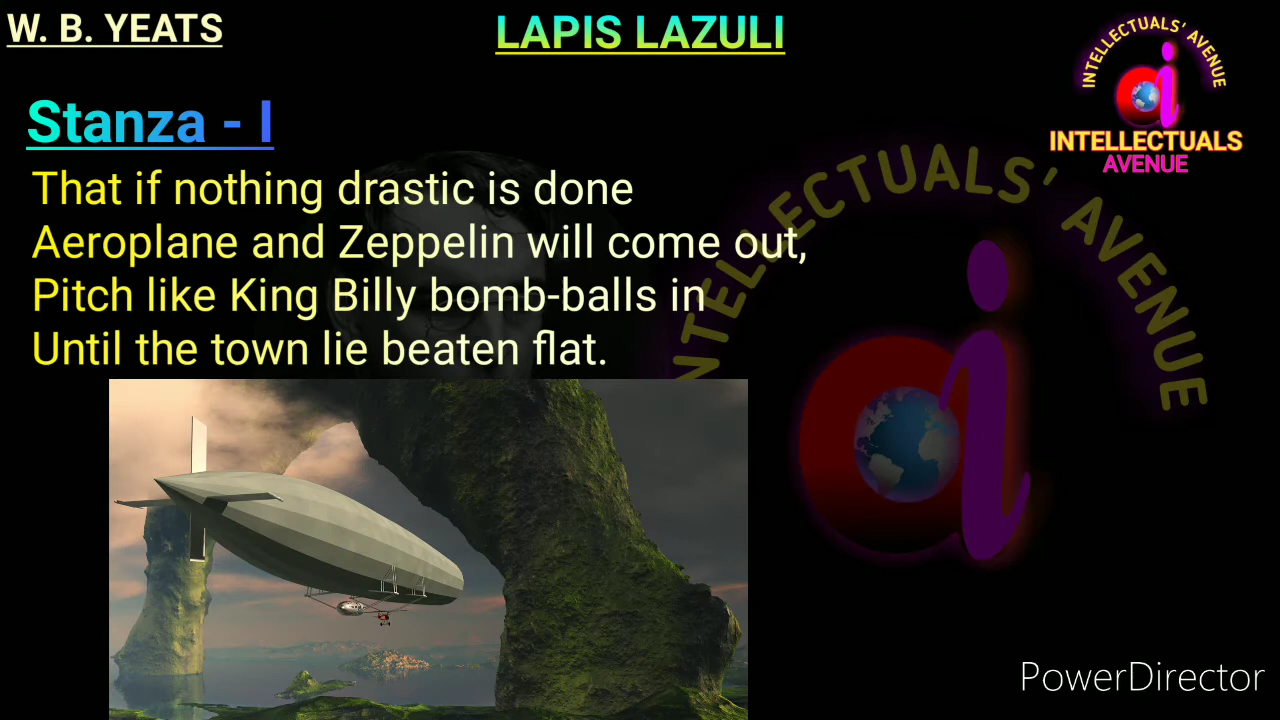 W. B. YEATS
LAPIS LAZULI
INTELLECTUALS' AVENUE
INTELLECTUALS
AVENUE
Stanza - I
That if nothing drastic is done
Aeroplane and Zeppelin will come out,
Pitch like King Billy bomb-balls in
Until the town lie beaten flat.
INTELLECTUALS' AVENUE
PowerDirector